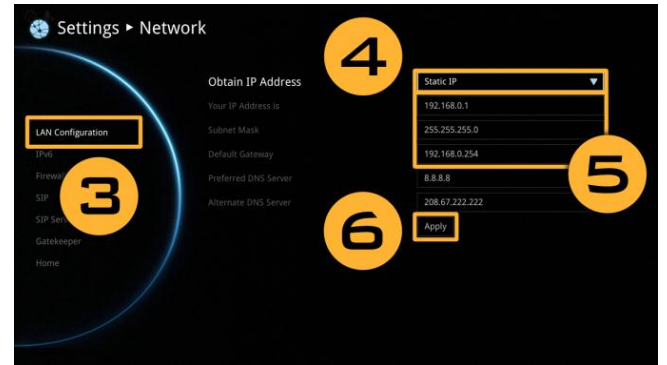 Settings ▸ Network
4
Obtain IP Address
Static IP
Your IP Address is
192.168.0.1
LAN Configuration
Subnet Mask
255.255.255.0
IPv6
Default Gateway
192.168.0.254
3
5
Preferred DNS Server
8.8.8.8
SIP
Alternate DNS Server
208.67.222.222
6
Apply
Gatekeeper
Home